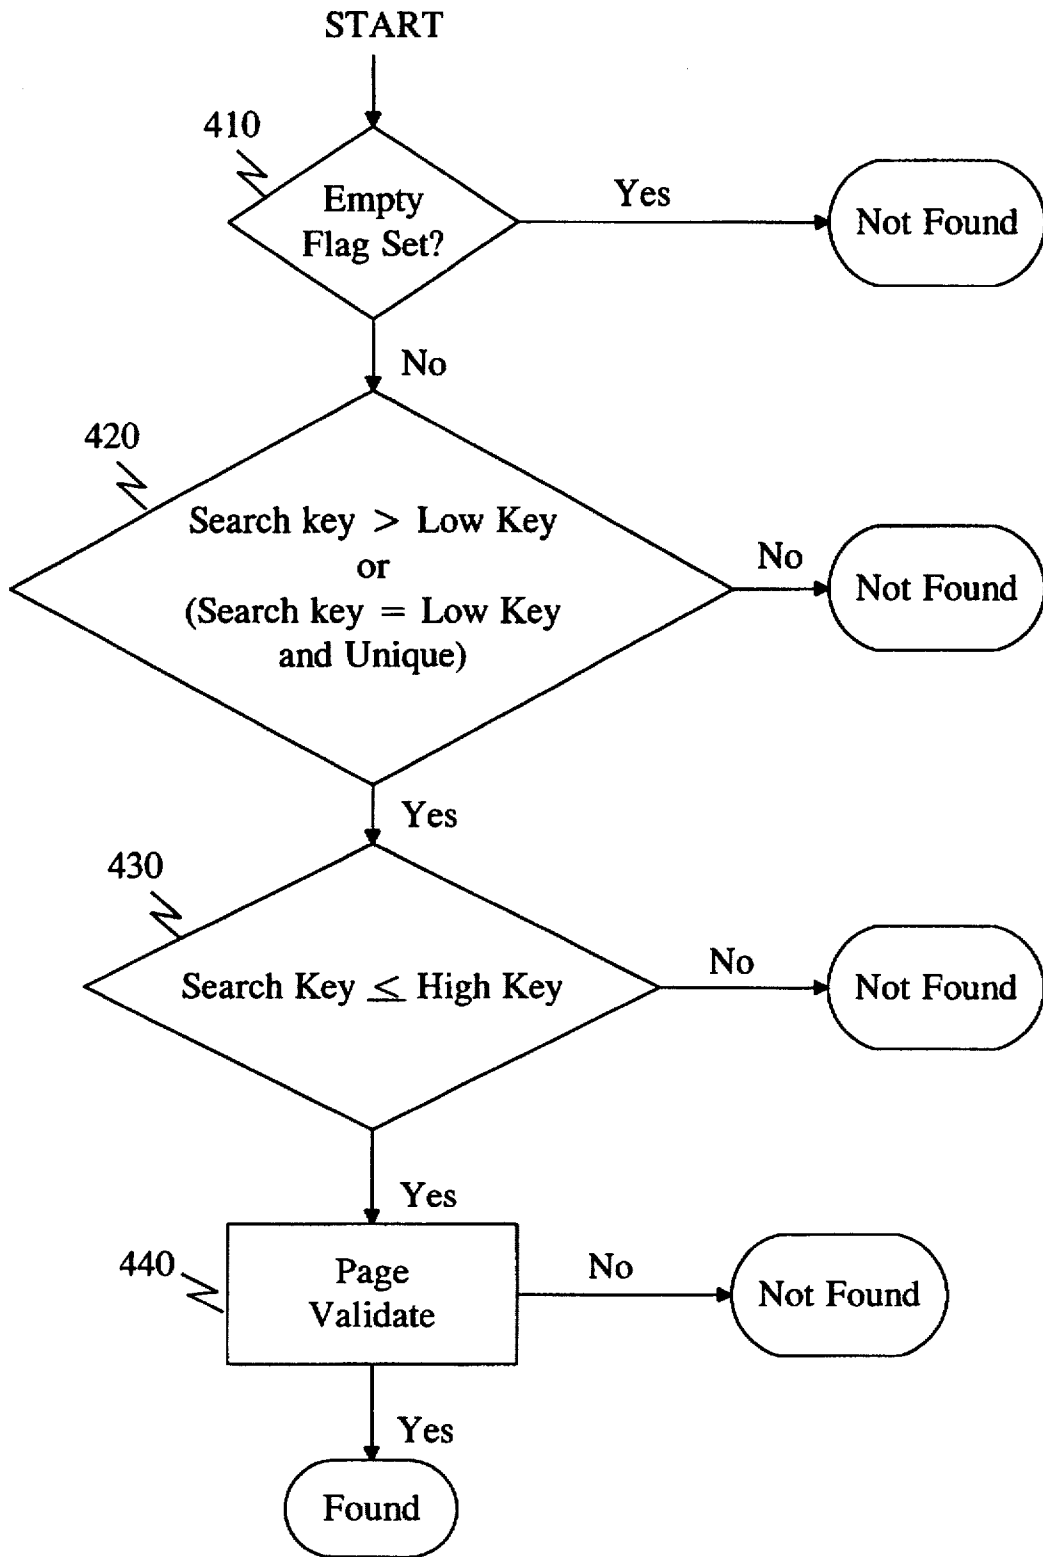 START
410
Empty
Flag Set?
Yes
Not Found
No
420
Search key > Low Key
or
(Search key = Low Key
and Unique)
No
Not Found
Yes
430
Search Key ≤ High Key
No
Not Found
Yes
440
Page
Validate
No
Not Found
Yes
Found